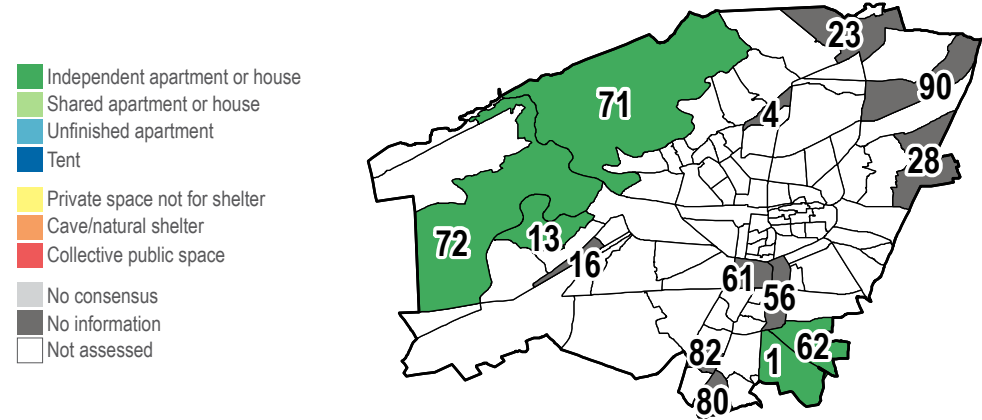 Independent apartment or house
Shared apartment or house
Unfinished apartment
Tent
Private space not for shelter
Cave/natural shelter
Collective public space
No consensus
No information
Not assessed
23
90
71
4
28
72
13
16
61
56
82
1
62
80